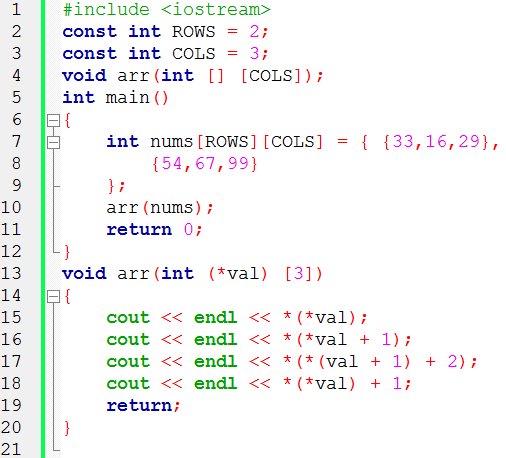 1 #include <iostream>
2 const int ROWS = 2;
3 const int COLS = 3;
4 void arr(int [] [COLS]);
5 int main()
6 {
7 int nums[ROWS][COLS] = { {33,16,29},
8 {54,67,99}
9 };
10 arr(nums);
11 return 0;
12 }
13 void arr(int (*val) [3])
14 {
15 cout << endl << *(*val);
16 cout << endl << *(*val + 1);
17 cout << endl << *(*(val + 1) + 2);
18 cout << endl << *(*val) + 1;
19 return;
20 }
21